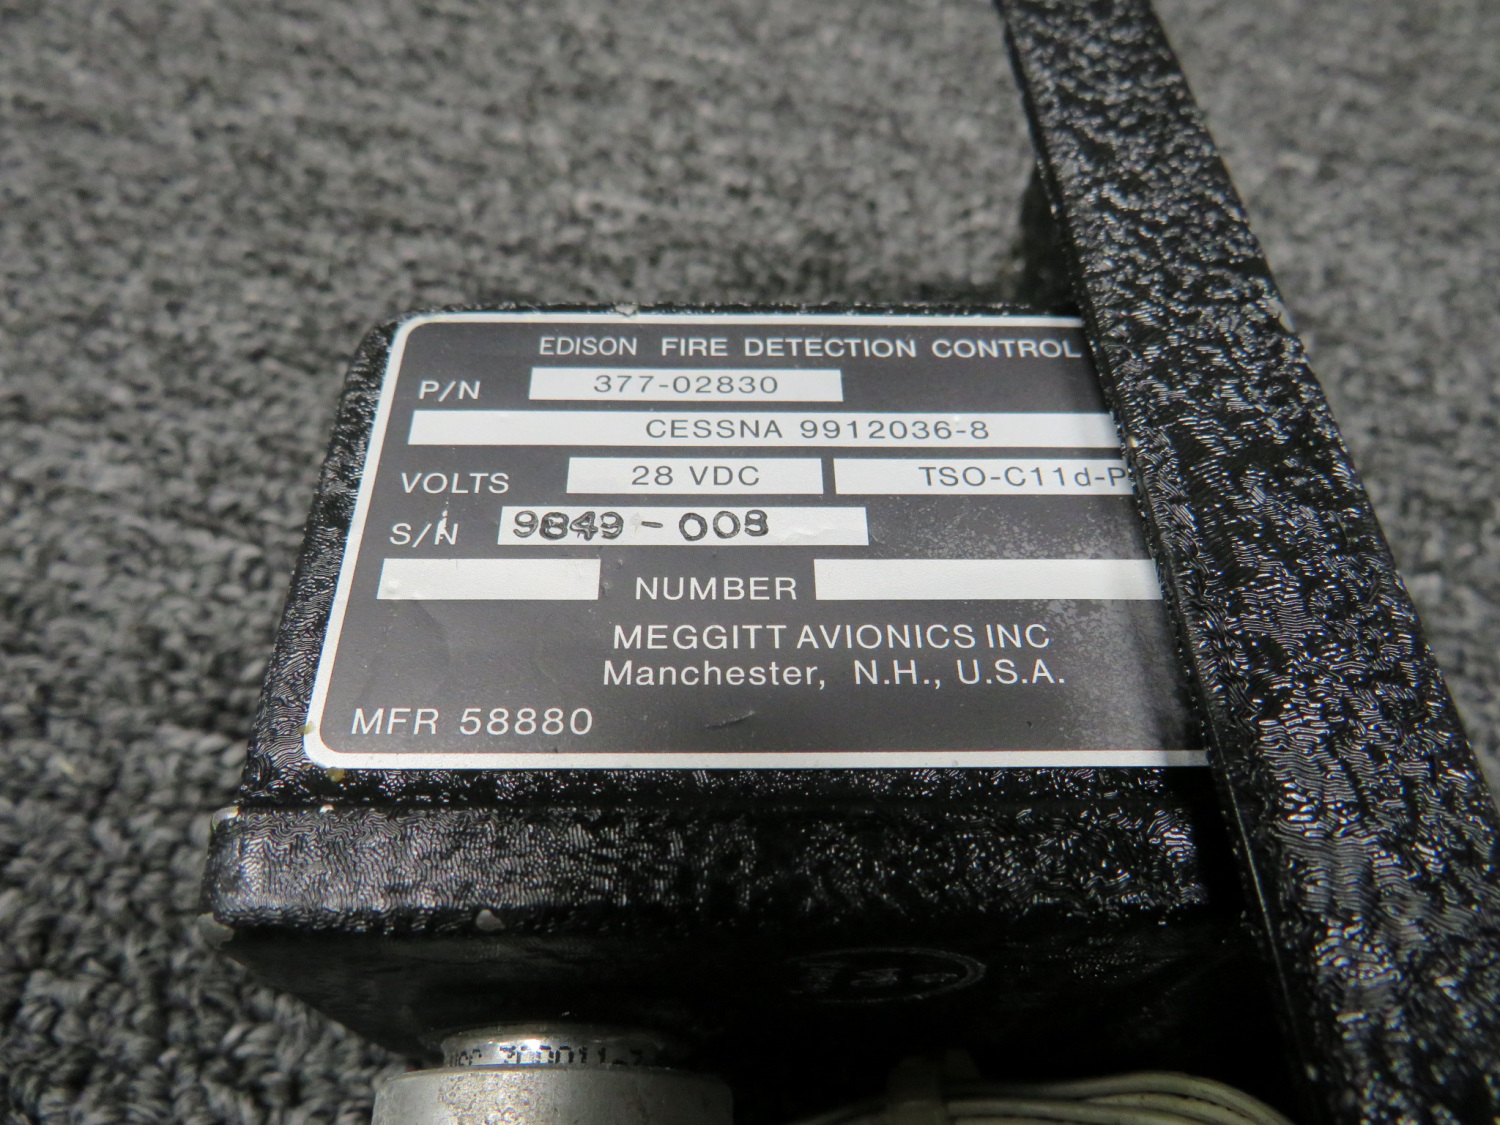 EDISON FIRE DETECTION CONTROL
P/N 377-02830
CESSNA 9912036-8
VOLTS 28 VDC TSO-C11d-P
S/N 9849-008
NUMBER
MEGGITT AVIONICS INC
Manchester, N.H., U.S.A.
MFR 58880